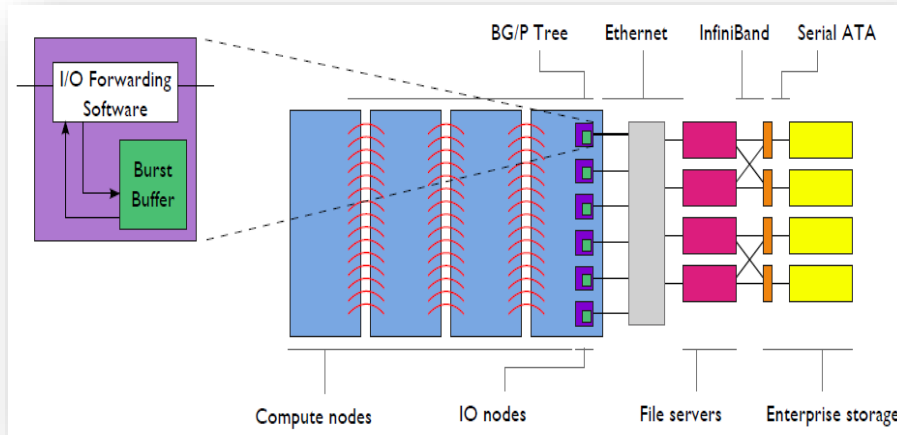 BG/P Tree
Ethernet
InfiniBand
Serial ATA
I/O Forwarding
Software
Burst
Buffer
Compute nodes
IO nodes
File servers
Enterprise storage